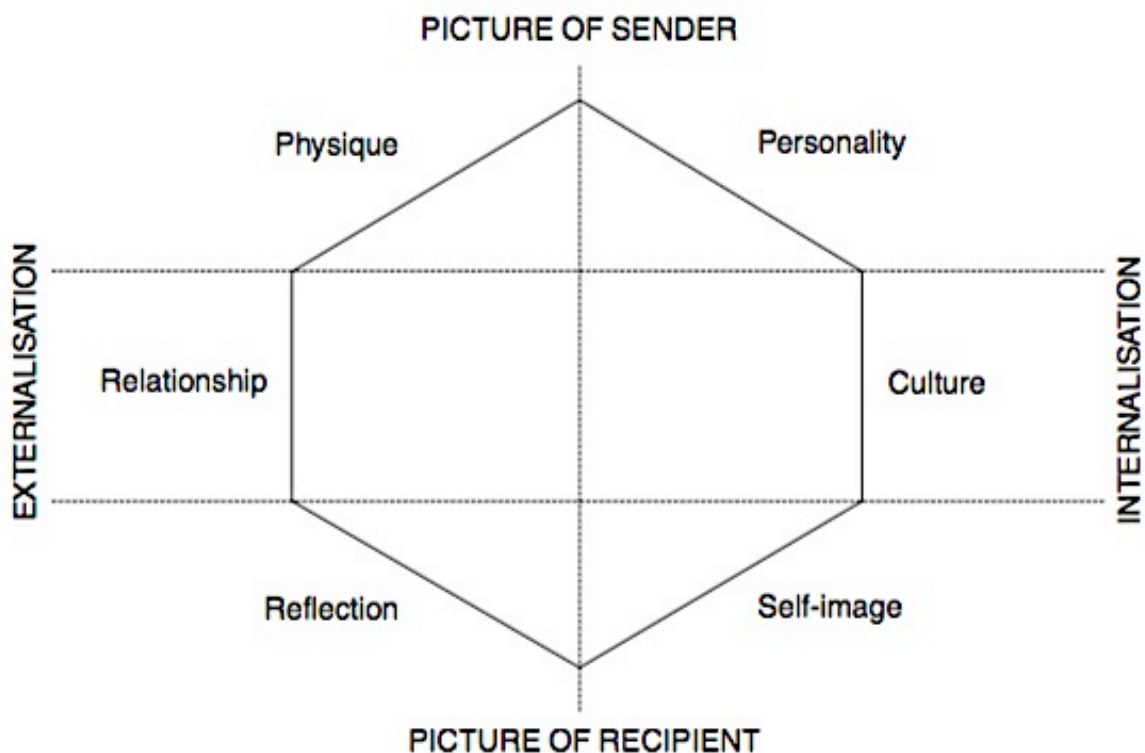 PICTURE OF SENDER
Physique
Personality
EXTERNALISATION
INTERNALISATION
Relationship
Culture
Reflection
Self-image
PICTURE OF RECIPIENT